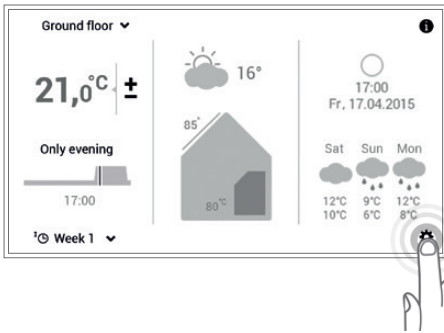 Ground floor
21,0°C ±
Only evening
17:00
¹ Week 1
16°
85°
80°C
17:00
Fr, 17.04.2015
Sat Sun Mon
12°C 9°C 12°C
10°C 6°C 8°C